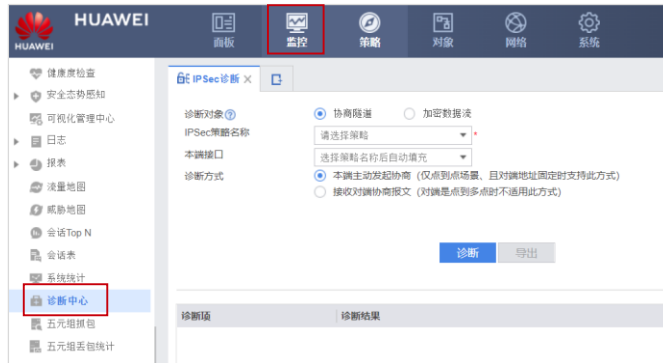 HUAWEI
HUAWEI
面板
监控
策略
对象
网络
系统
健康度检查
安全态势感知
可视化管理中心
日志
报表
流量地图
威胁地图
会话Top N
会话表
系统统计
诊断中心
五元组抓包
五元组丢包统计
IPSec诊断
诊断对象 协商隧道 加密数据流
IPSec策略名称 请选择策略 *
本端接口 选择策略名称后自动填充
诊断方式 本端主动发起协商 (仅点到点场景、且对端地址固定时支持此方式)
接收对端协商报文 (对端是点到多点时不适用此方式)
诊断 导出
诊断项 诊断结果